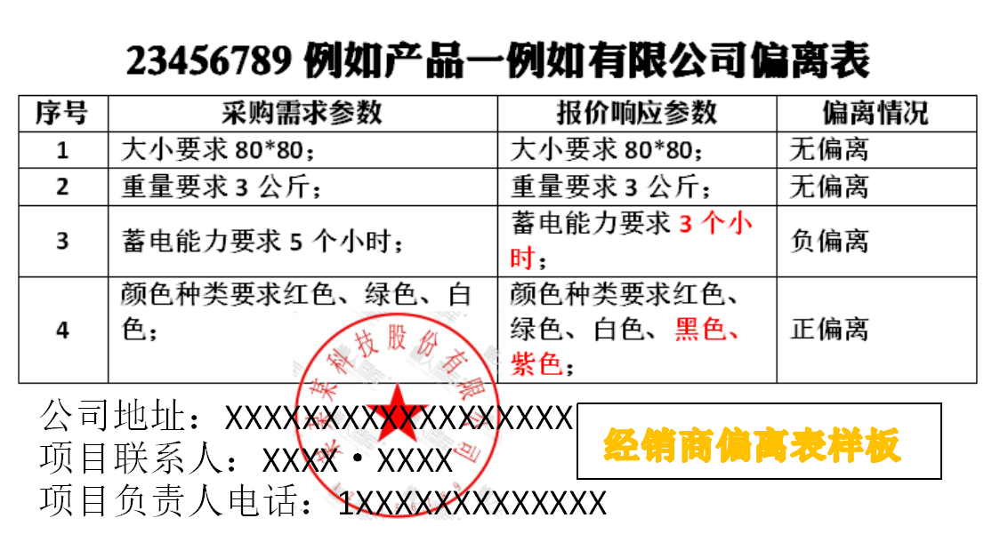 23456789 例如产品一例如有限公司偏离表
序号 采购需求参数 报价响应参数 偏离情况
1 大小要求 80*80； 大小要求 80*80； 无偏离
2 重量要求 3 公斤； 重量要求 3 公斤； 无偏离
3 蓄电能力要求 5 个小时； 蓄电能力要求 3 个小
时； 负偏离
4 颜色种类要求红色、绿色、白
色； 颜色种类要求红色、
绿色、白色、黑色、
紫色； 正偏离
某某某科技股份有限公司
公司地址：XXXXXXXXXXXXXXXXXX
项目联系人：XXXX·XXXX
项目负责人电话：1XXXXXXXXXXXXX
经销商偏离表样板